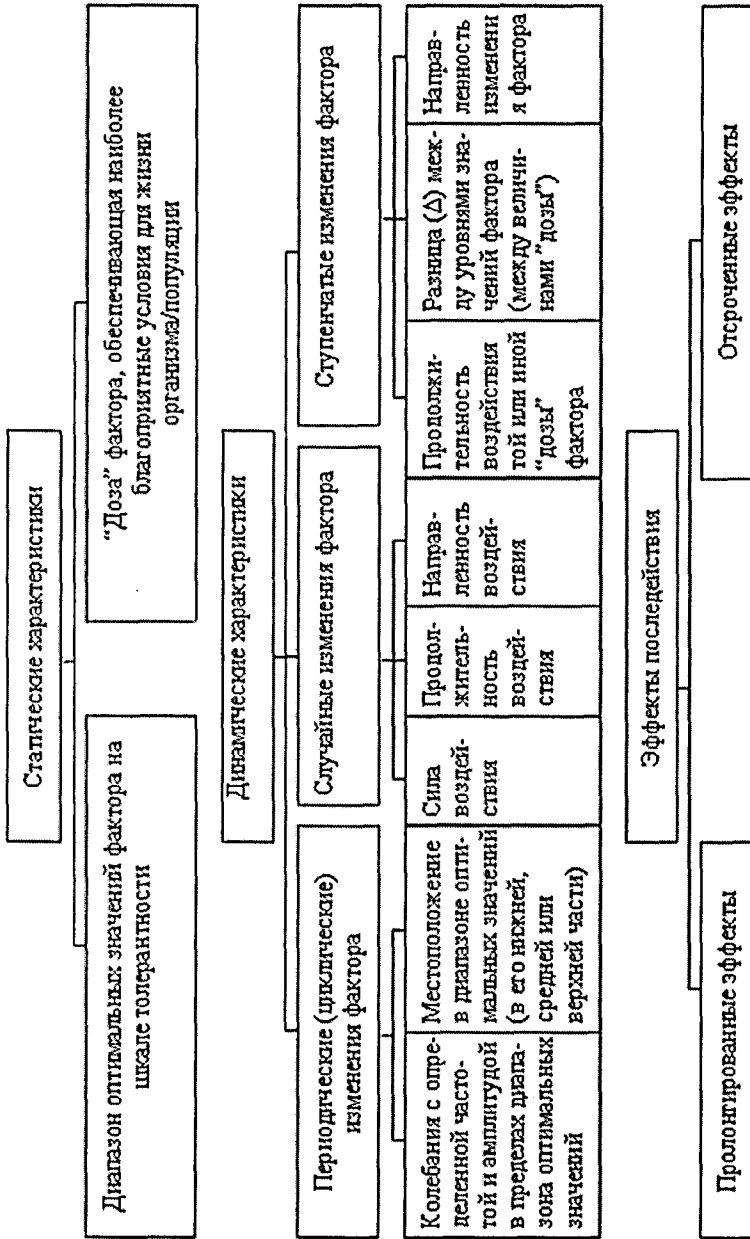 Статические характеристики
Диапазон оптимальных значений фактора на
шкале толерантности
“Доза” фактора, обеспечивающая наиболее
благоприятные условия для жизни
организма/популяции
Динамические характеристики
Периодические (циклические)
изменения фактора
Случайные изменения фактора
Ступенчатые изменения фактора
Колебания с опре-
деленной часто-
той и амплитудой
в пределах диапа-
зона оптимальных
значений
Местоположение
в диапазоне опти-
мальных значений
(в его нижней,
средней или
верхней части)
Сила
воздей-
ствия
Продол-
житель-
ность
воздей-
ствия
Направ-
ленность
воздей-
ствия
Продолжи-
тельность
воздействия
той или иной
“дозы”
фактора
Разница (Δ) меж-
ду уровнями зна-
чений фактора
(между величи-
нами “дозы”)
Направ-
ленность
изменени
я фактора
Эффекты последействия
Пролонгированные эффекты
Отсроченные эффекты